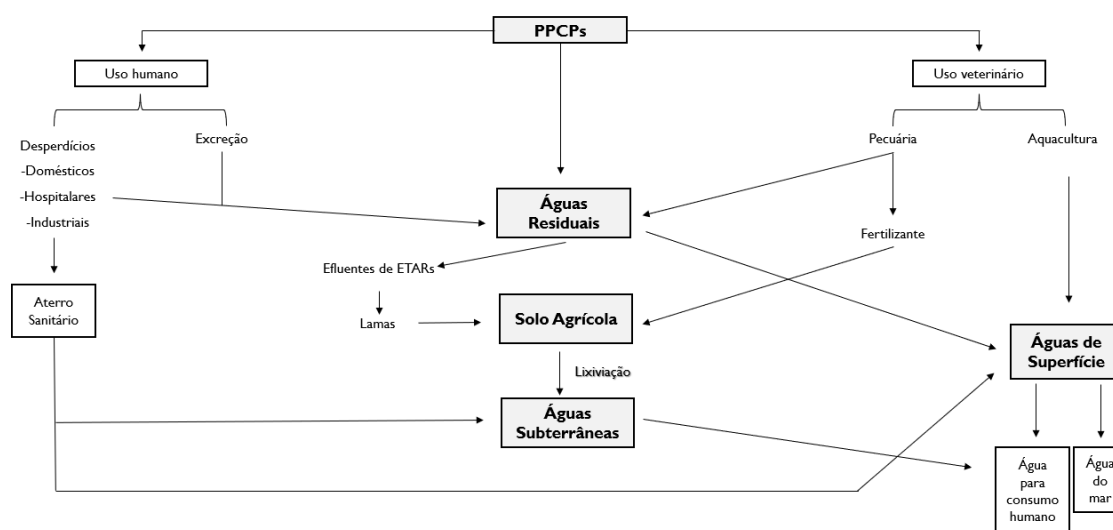 PPCPs
Uso humano
Uso veterinário
Desperdícios
-Domésticos
-Hospitalares
-Industriais
Excreção
Pecuária
Aquacultura
Águas
Residuais
Fertilizante
Efluentes de ETARs
Lamas
Aterro
Sanitário
Solo Agrícola
Lixiviação
Águas de
Superfície
Águas
Subterrâneas
Água
para
consumo
humano
Água
do
mar